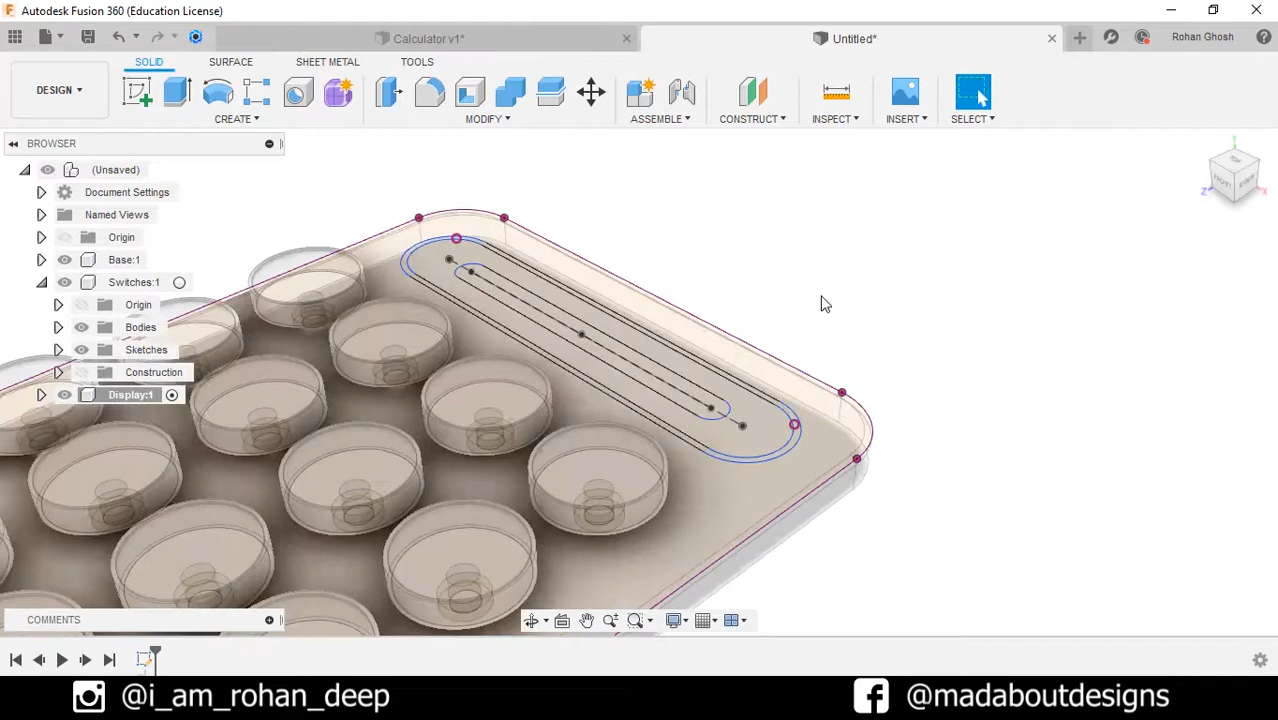 Autodesk Fusion 360 (Education License)
Calculator v1*
Untitled*
Rohan Ghosh
DESIGN
SOLID
SURFACE
SHEET METAL
TOOLS
CREATE
MODIFY
ASSEMBLE
CONSTRUCT
INSPECT
INSERT
SELECT
BROWSER
(Unsaved)
Document Settings
Named Views
Origin
Base:1
Switches:1
Origin
Bodies
Sketches
Construction
Display:1
Y
Z
X
COMMENTS
@i_am_rohan_deep
@madaboutdesigns